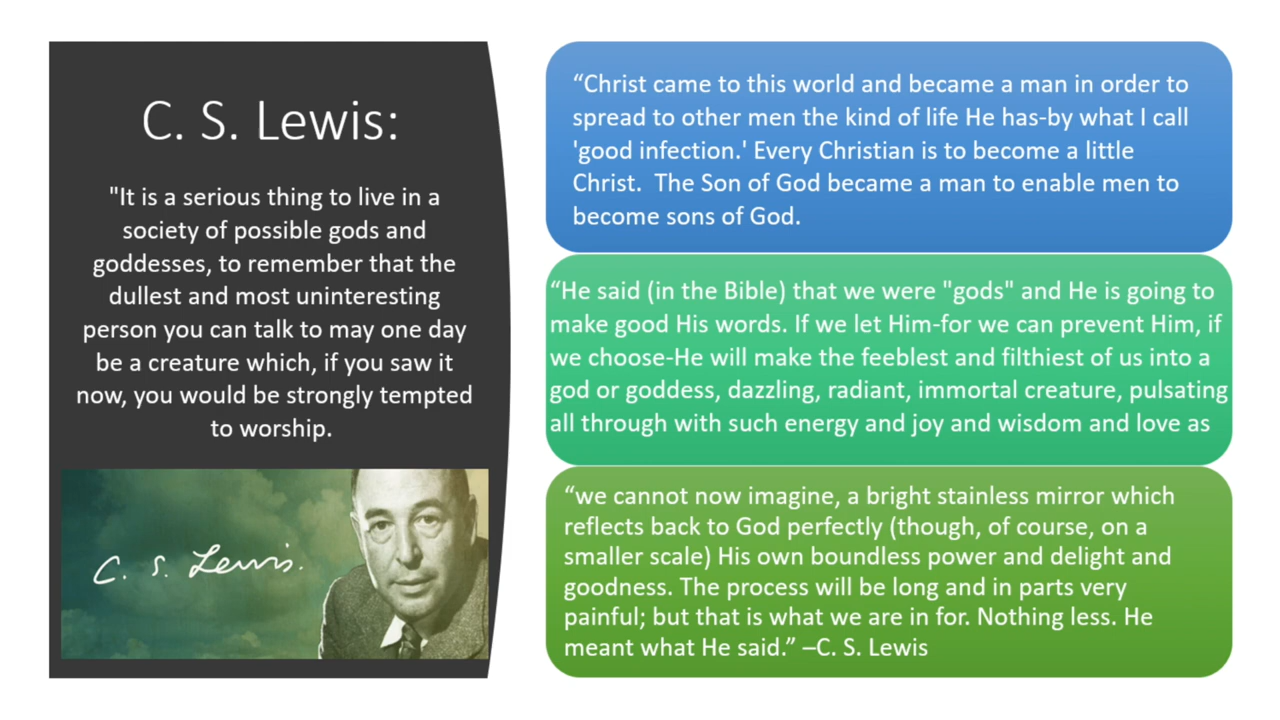 C. S. Lewis:
"It is a serious thing to live in a
society of possible gods and
goddesses, to remember that the
dullest and most uninteresting
person you can talk to may one day
be a creature which, if you saw it
now, you would be strongly tempted
to worship.
C. S. Lewis.
“Christ came to this world and became a man in order to
spread to other men the kind of life He has-by what I call
'good infection.' Every Christian is to become a little
Christ.  The Son of God became a man to enable men to
become sons of God.
“He said (in the Bible) that we were "gods" and He is going to
make good His words. If we let Him-for we can prevent Him, if
we choose-He will make the feeblest and filthiest of us into a
god or goddess, dazzling, radiant, immortal creature, pulsating
all through with such energy and joy and wisdom and love as
“we cannot now imagine, a bright stainless mirror which
reflects back to God perfectly (though, of course, on a
smaller scale) His own boundless power and delight and
goodness. The process will be long and in parts very
painful; but that is what we are in for. Nothing less. He
meant what He said.” –C. S. Lewis